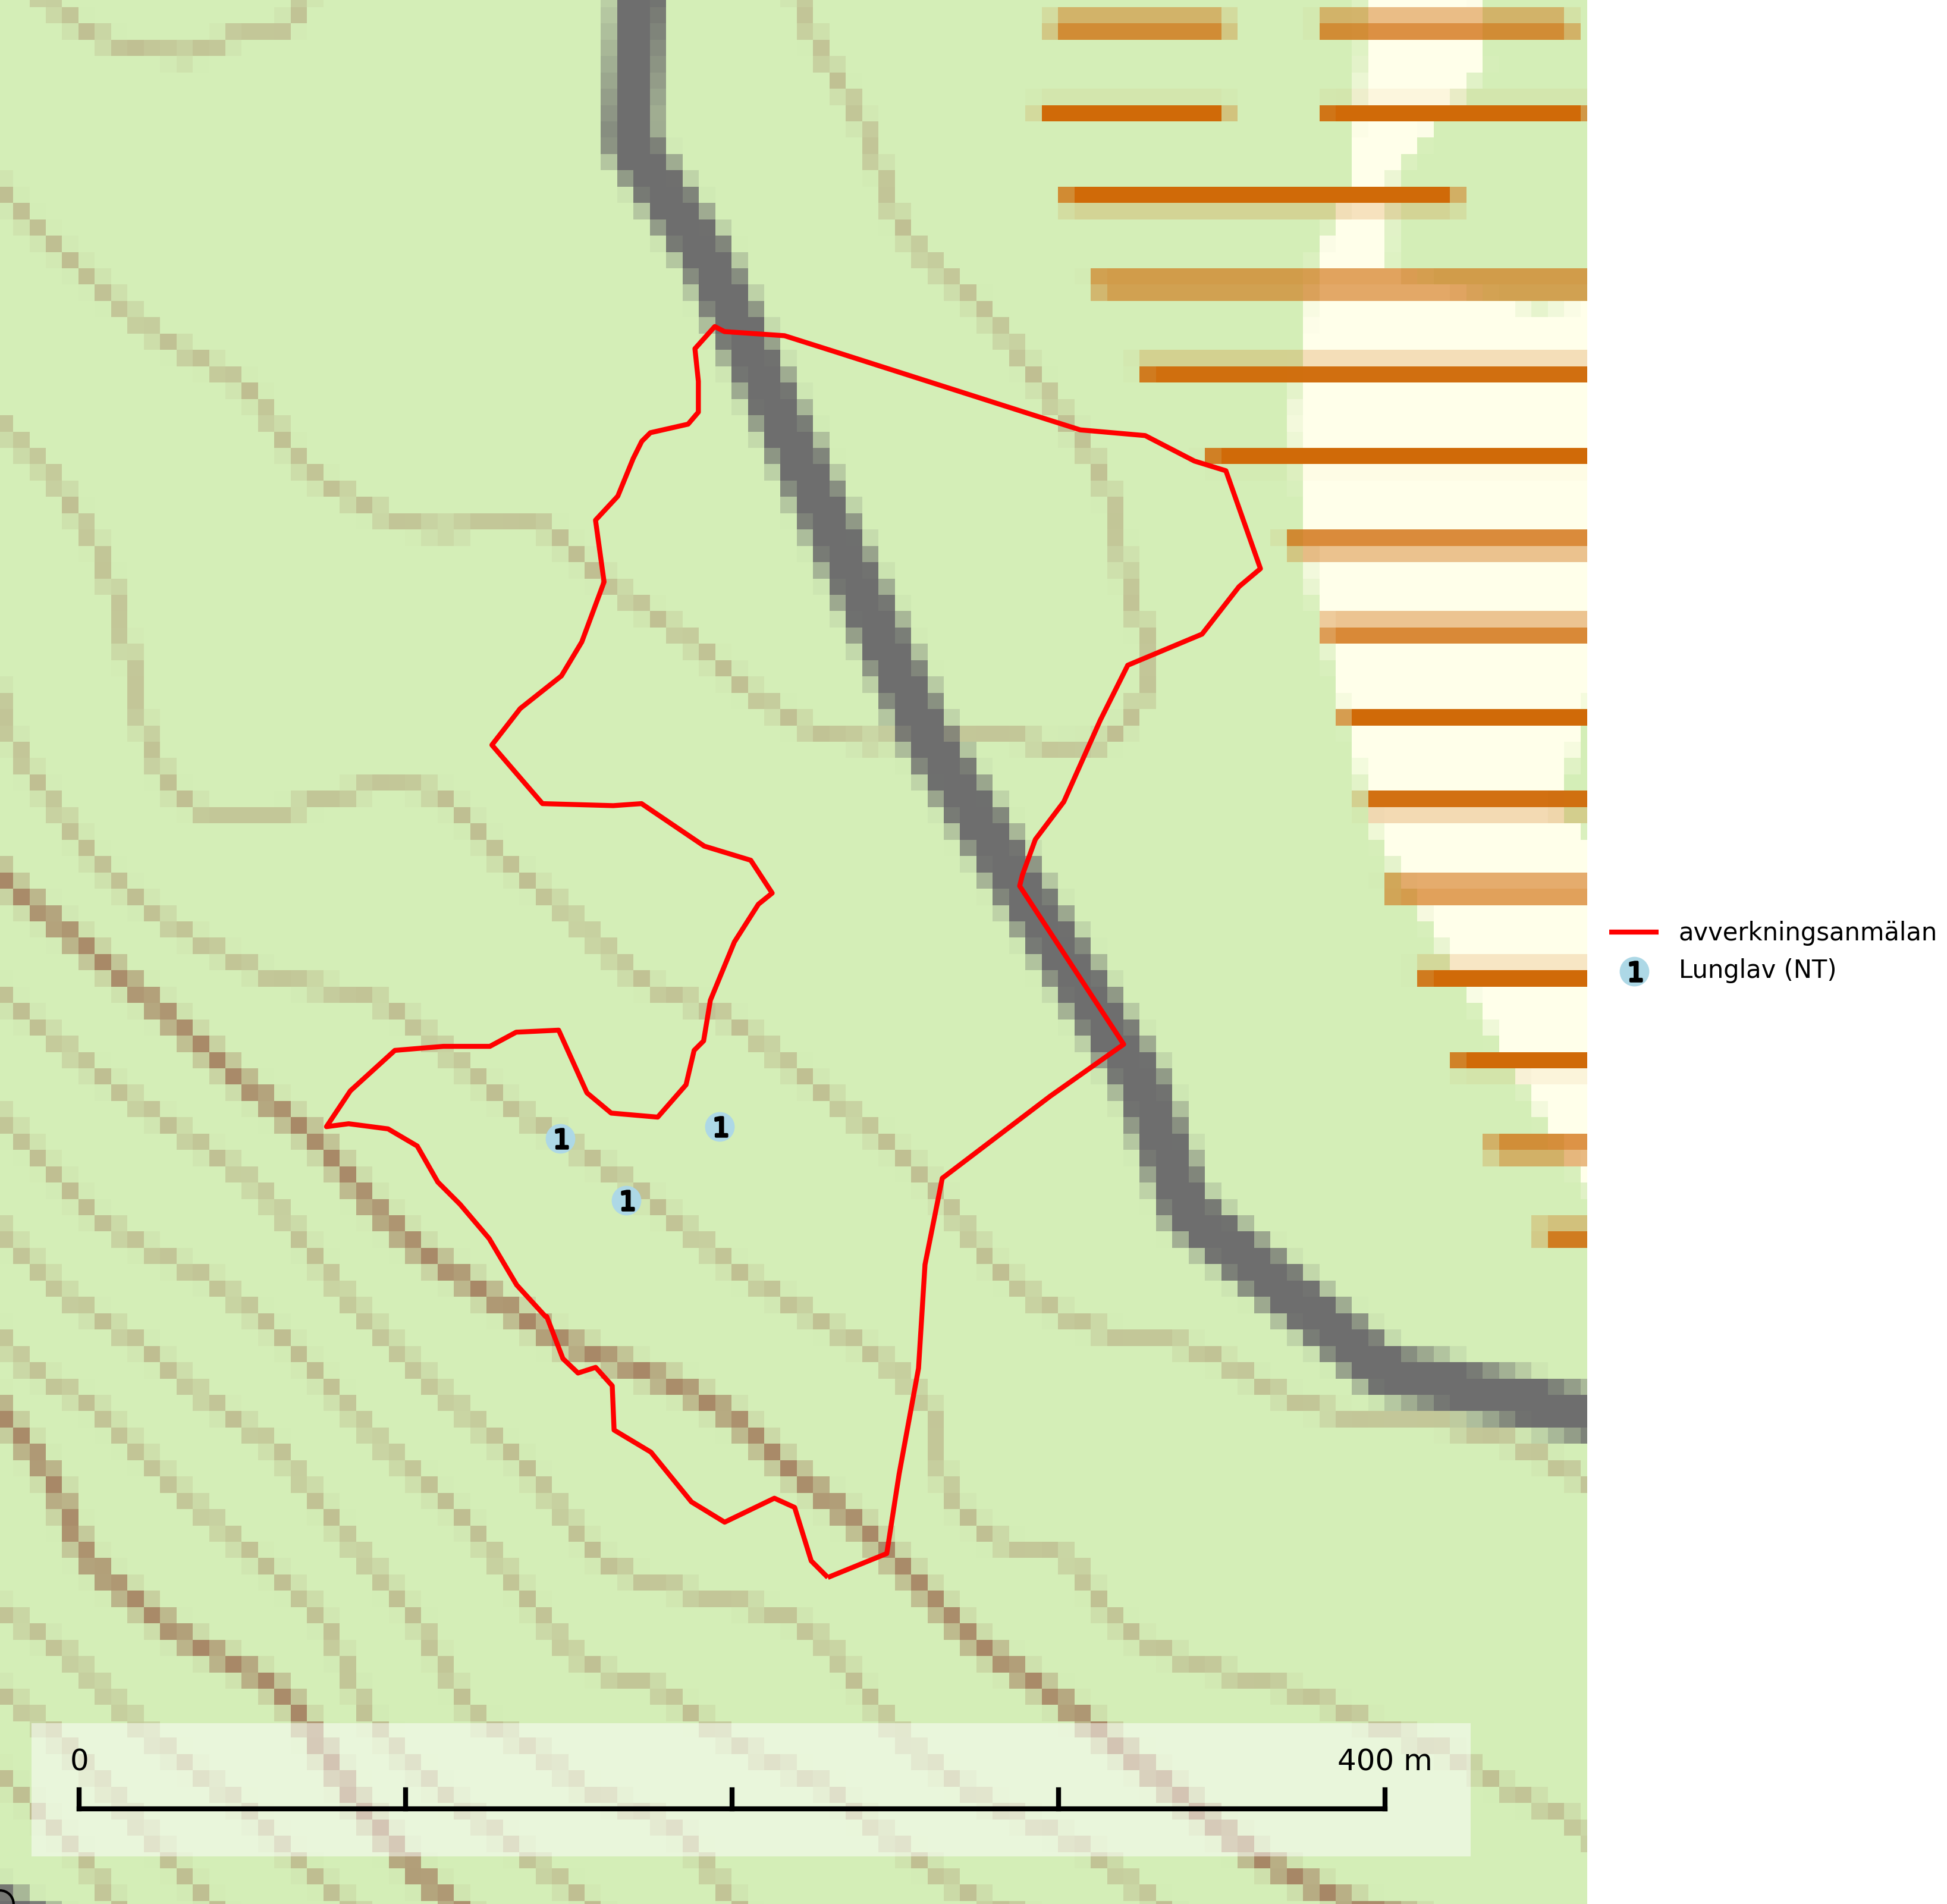 avverkningsanmälan
1 Lunglav (NT)
1
1
1
0 400 m